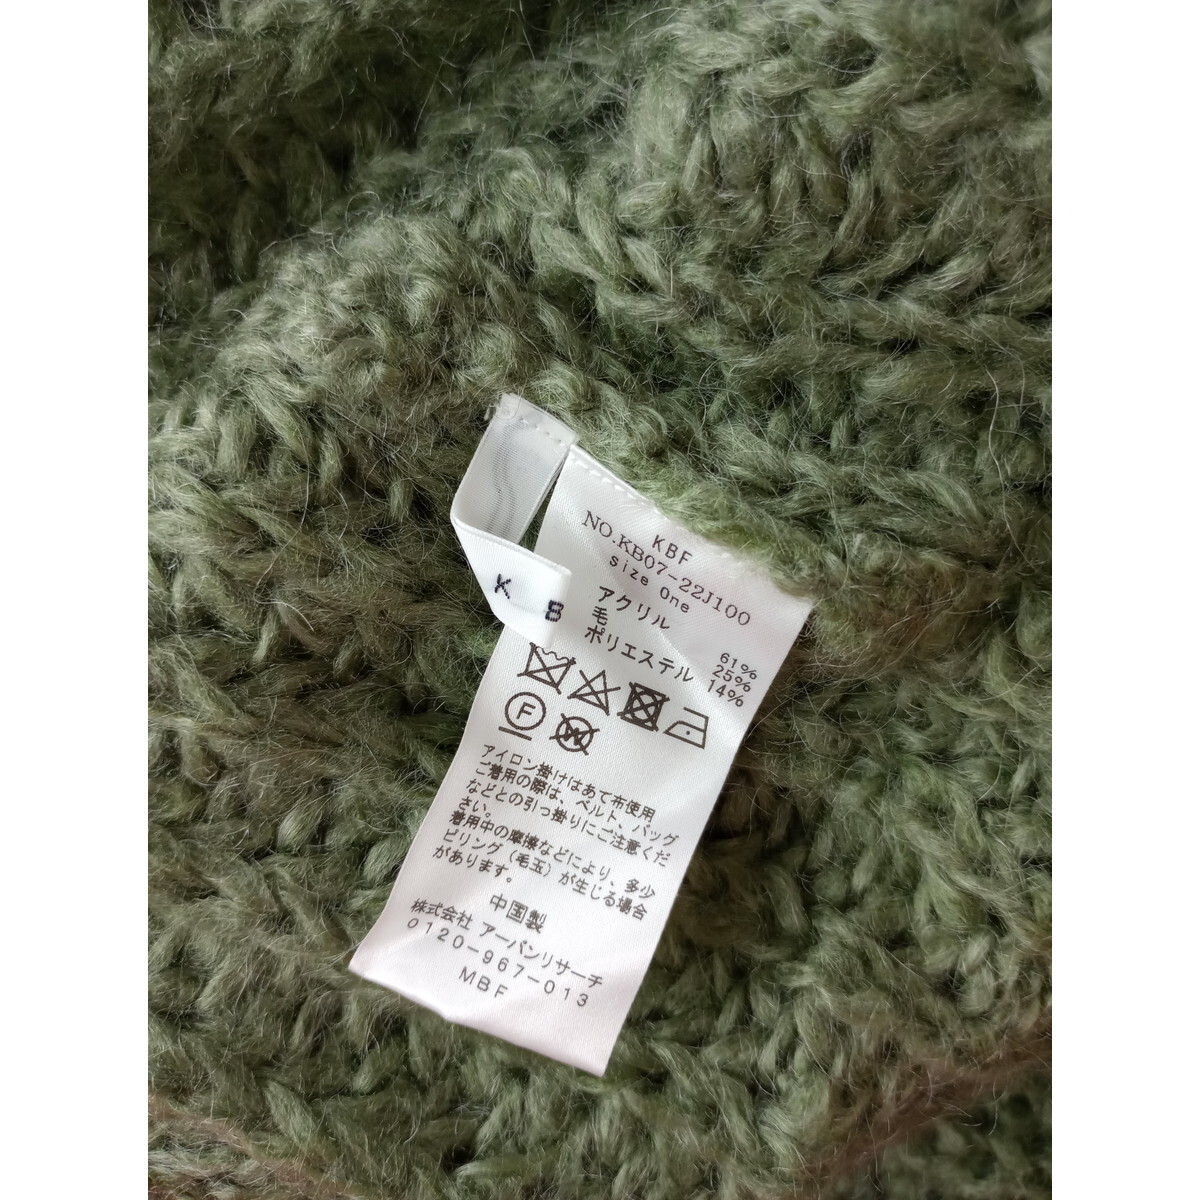 K B
KBF
NO.KB07-22J100
size One
アクリル 61%
毛 25%
ポリエステル 14%
F
W
アイロン掛けはあて布使用
ご着用の際は、ベルト、バッグ
などとの引っ掛りにご注意くだ
さい。
着用中の摩擦などにより、多少
ピリング(毛玉)が生じる場合
があります。
中国製
株式会社 アーバンリサーチ
0120-967-013
MBF